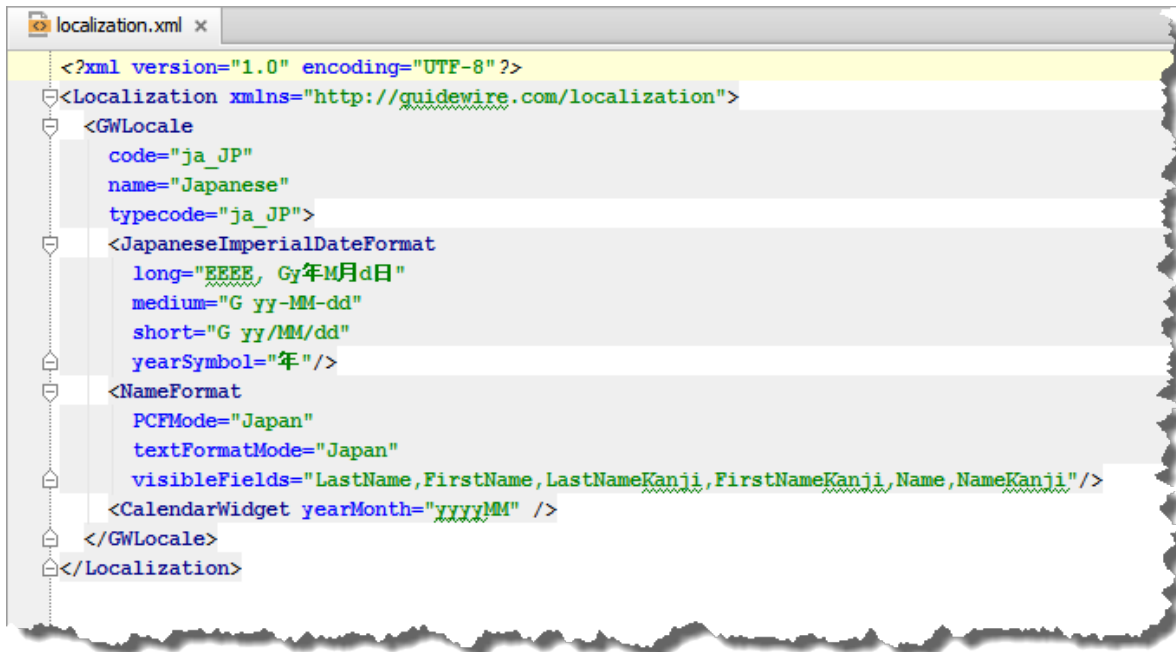 localization.xml
<?xml version="1.0" encoding="UTF-8"?>
<Localization xmlns="http://guidewire.com/localization">
<GWLocale
code="ja_JP"
name="Japanese"
typecode="ja_JP">
<JapaneseImperialDateFormat
long="EEEE, Gy年M月d日"
medium="G yy-MM-dd"
short="G yy/MM/dd"
yearSymbol="年"/>
<NameFormat
PCFMode="Japan"
textFormatMode="Japan"
visibleFields="LastName,FirstName,LastNameKanji,FirstNameKanji,Name,NameKanji"/>
<CalendarWidget yearMonth="yyyyMM" />
</GWLocale>
</Localization>